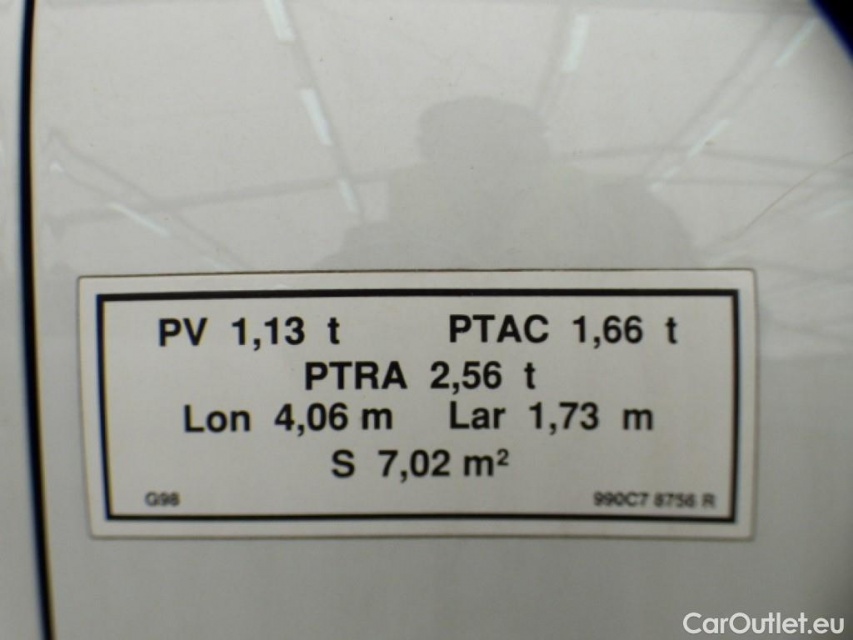 PV 1,13 t PTAC 1,66 t
PTRA 2,56 t
Lon 4,06 m Lar 1,73 m
S 7,02 m²
G98 990C7 8756 R
CarOutlet.eu